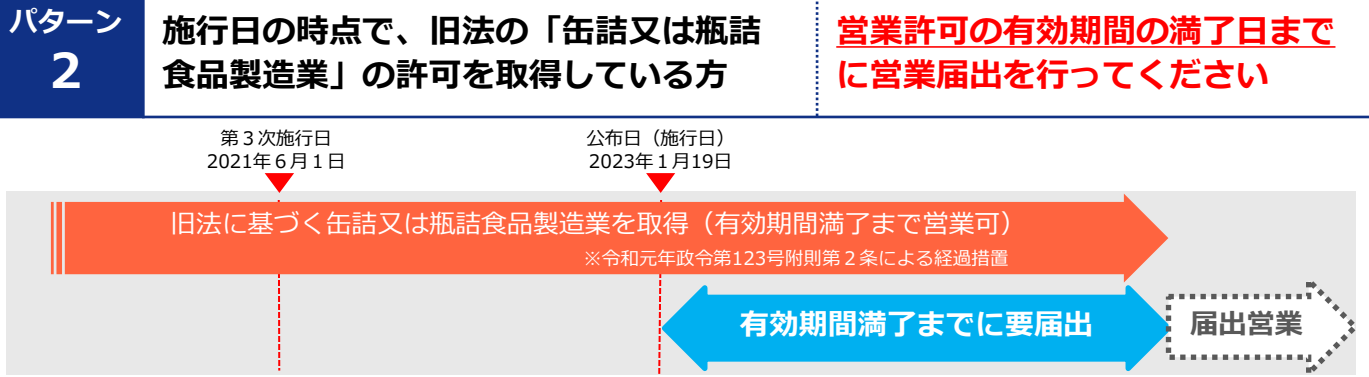 パターン
2
施行日の時点で、旧法の「缶詰又は瓶詰
食品製造業」の許可を取得している方
営業許可の有効期間の満了日まで
に営業届出を行ってください
第３次施行日
2021年６月１日
公布日（施行日）
2023年１月19日
旧法に基づく缶詰又は瓶詰食品製造業を取得（有効期間満了まで営業可）
※令和元年政令第123号附則第２条による経過措置
有効期間満了までに要届出
届出営業